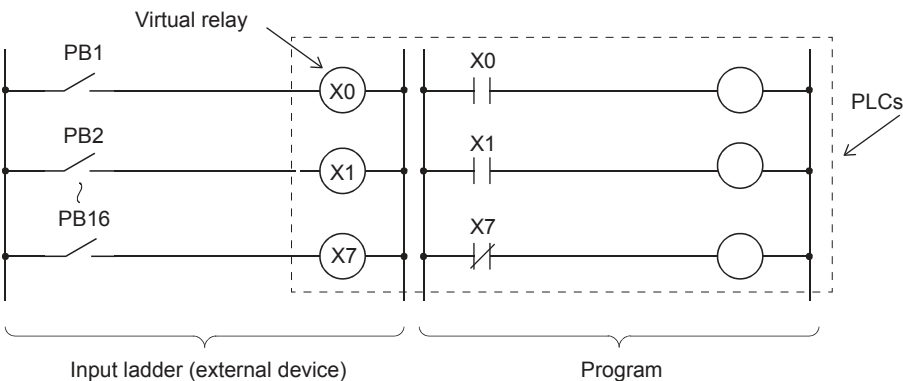 Virtual relay
PB1
X0
X0
PLCs
PB2
X1
X1
PB16
X7
X7
Input ladder (external device)
Program